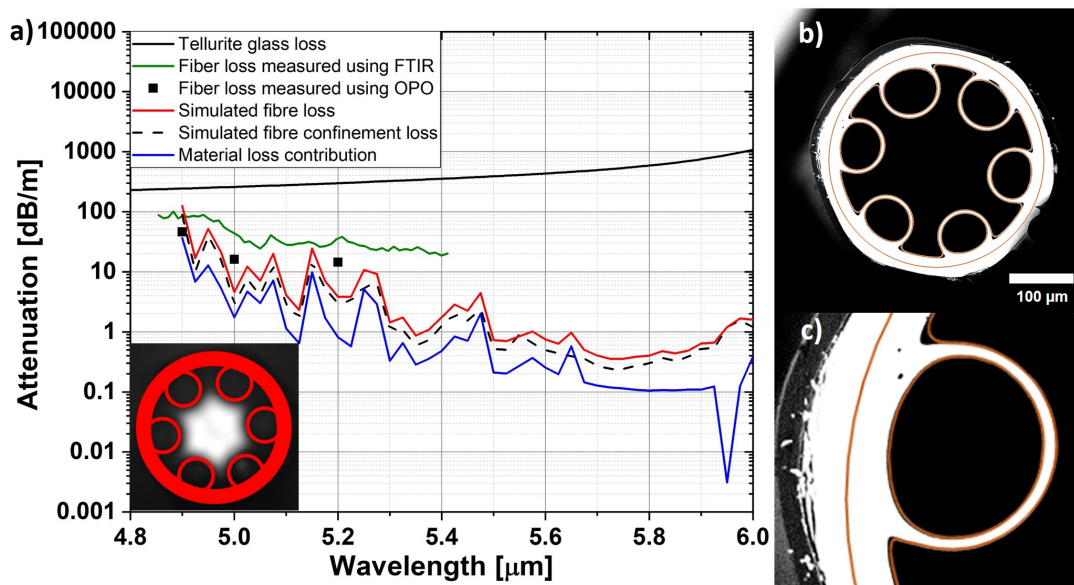 a)
100000
10000
1000
100
10
1
0.1
0.01
0.001
Attenuation [dB/m]
Tellurite glass loss
Fiber loss measured using FTIR
Fiber loss measured using OPO
Simulated fibre loss
Simulated fibre confinement loss
Material loss contribution
4.8 5.0 5.2 5.4 5.6 5.8 6.0
Wavelength [μm]
b)
100 μm
c)